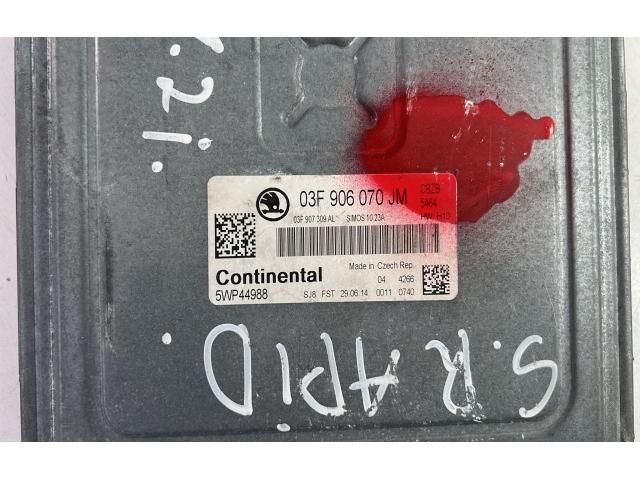 1.2i.
03F 906 070 JM CBZB
03F 907 309 AL SIMOS 10.23A 5464
HW H13
Continental Made in Czech Rep.
5WP44988 04 4266
SJ8 FST 29.06.14 0011 0740
S.RAPID.